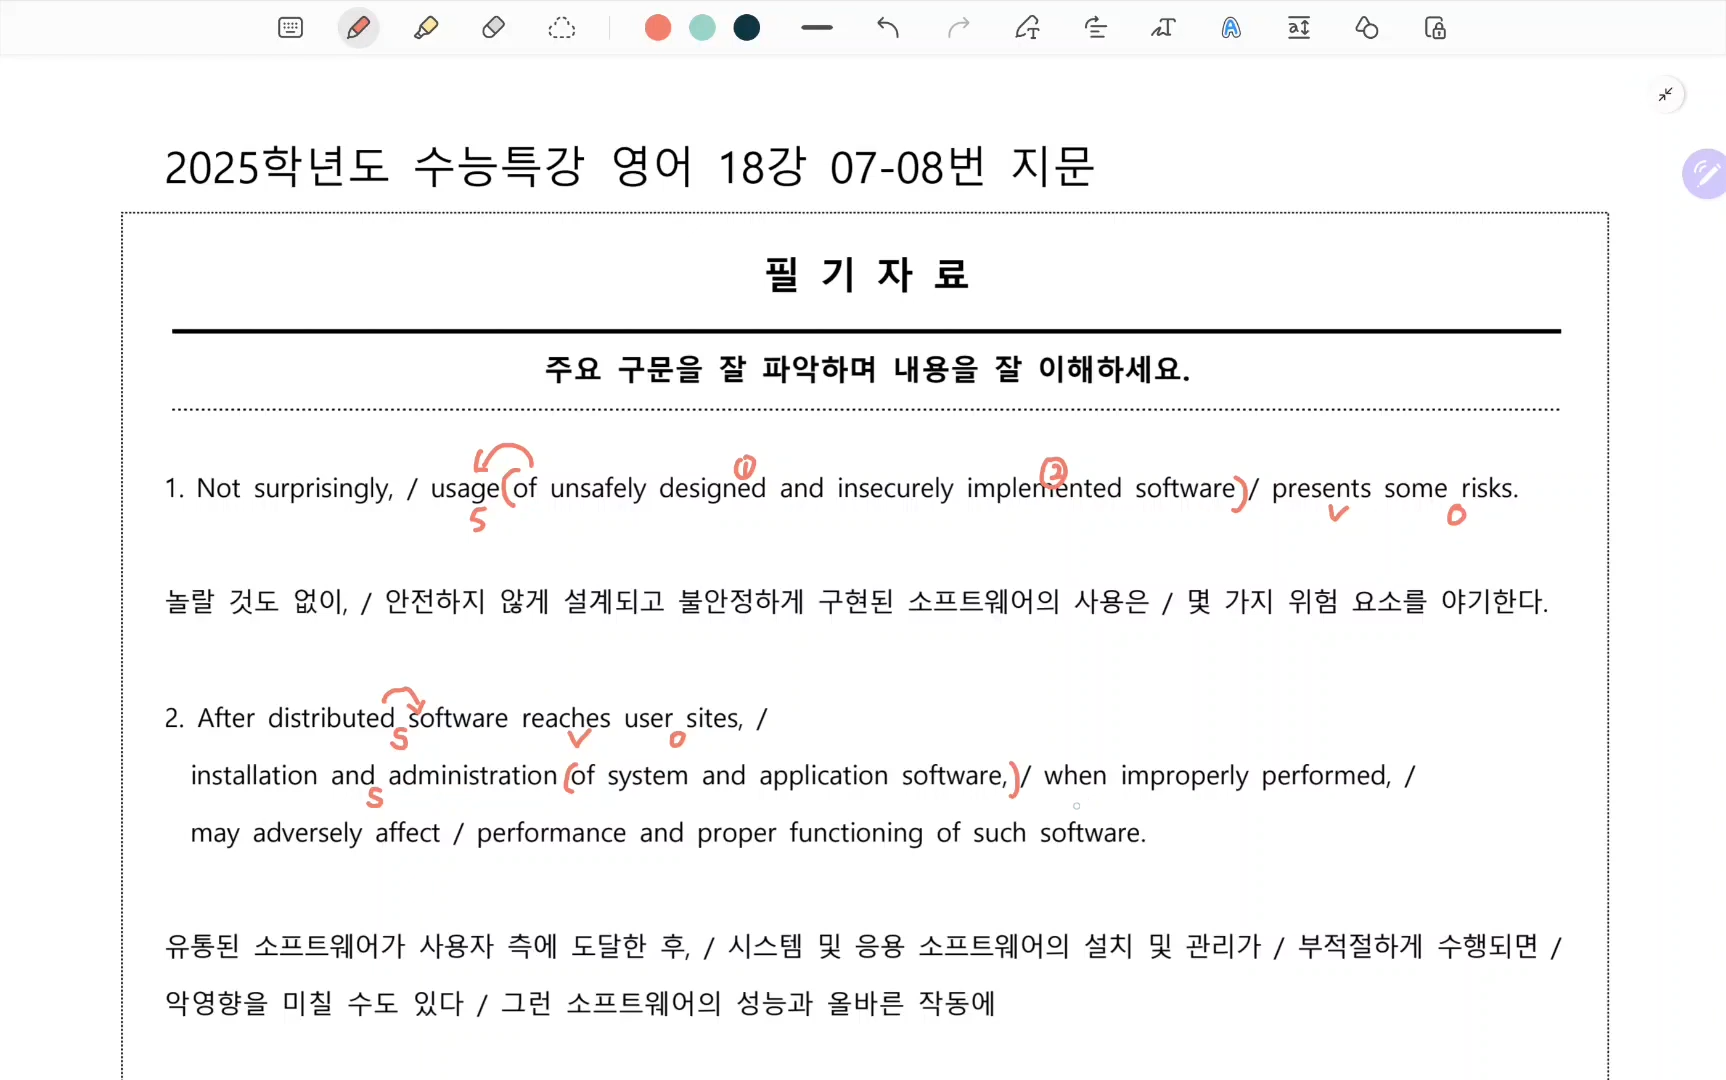 2025학년도 수능특강 영어 18강 07-08번 지문
필 기 자 료
주요 구문을 잘 파악하며 내용을 잘 이해하세요.
① ②
1. Not surprisingly, / usage (of unsafely designed and insecurely implemented software) / presents some risks.
S V O
놀랄 것도 없이, / 안전하지 않게 설계되고 불안정하게 구현된 소프트웨어의 사용은 / 몇 가지 위험 요소를 야기한다.
2. After distributed software reaches user sites, /
S V O
installation and administration (of system and application software,) / when improperly performed, /
S
may adversely affect / performance and proper functioning of such software.
유통된 소프트웨어가 사용자 측에 도달한 후, / 시스템 및 응용 소프트웨어의 설치 및 관리가 / 부적절하게 수행되면 /
악영향을 미칠 수도 있다 / 그런 소프트웨어의 성능과 올바른 작동에